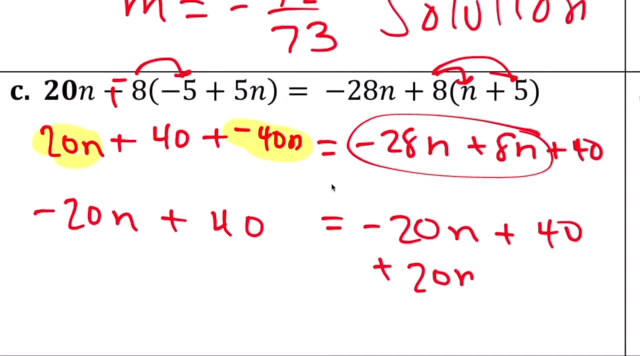 m = - 72/73 Solution
c. 20n − 8(−5 + 5n) = −28n + 8(n + 5)
20n + 40 + -40n = -28n + 8n + 40
-20n + 40 = -20n + 40
+ 20n